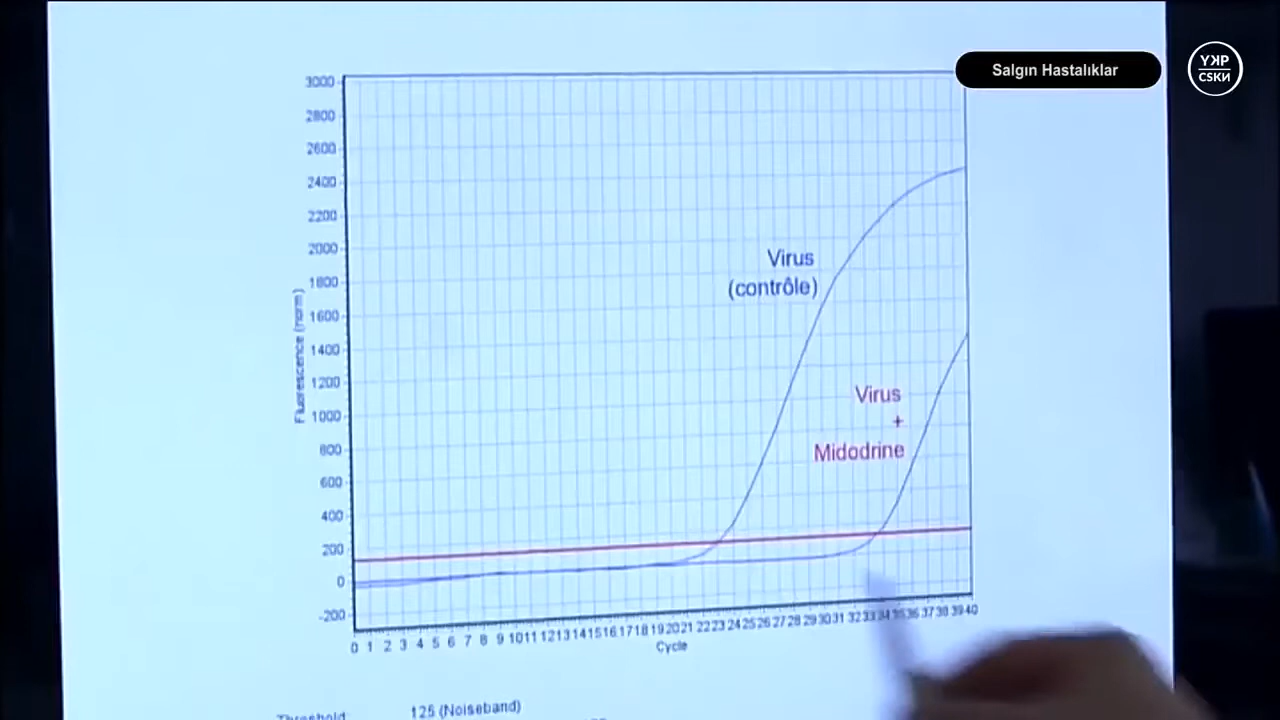 Salgın Hastalıklar
YKP
CSKИ
3000
2800
2600
2400
2200
2000
1800
1600
1400
1200
1000
800
600
400
200
0
-200
Fluorescence (norm)
Virus
(contrôle)
Virus
+
Midodrine
0 1 2 3 4 5 6 7 8 9 10 11 12 13 14 15 16 17 18 19 20 21 22 23 24 25 26 27 28 29 30 31 32 33 34 35 36 37 38 39 40
Cycle
Threshold 125 (Noiseband)